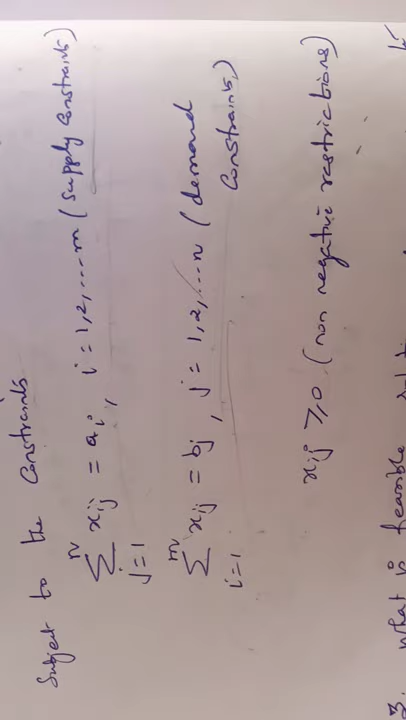 Subject to the Constraints
n
∑ xij = ai, i = 1,2,....m (Supply Constraints)
j=1
m
∑ xij = bj, j = 1,2,...n (demand
i=1 Constraints)
xij ≥ 0 (non negative restrictions)
3. What is feasible